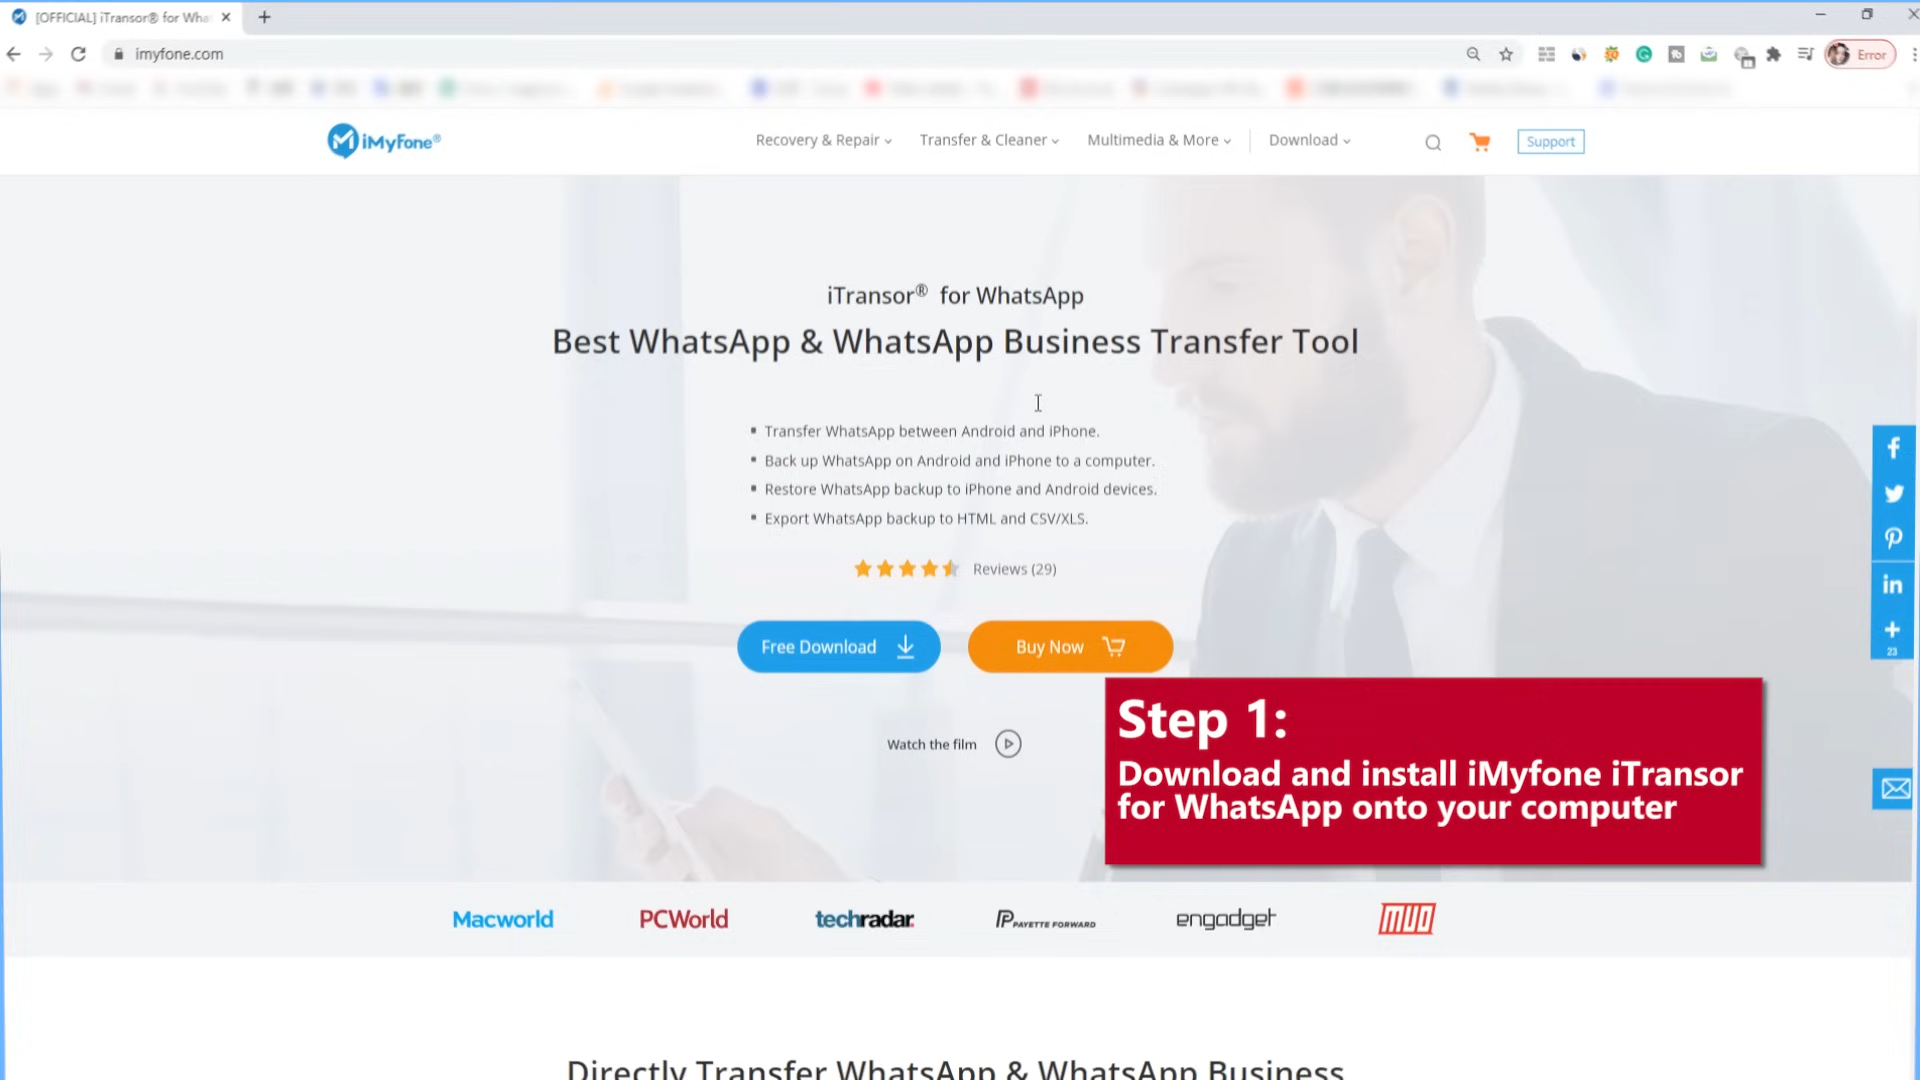 [OFFICIAL] iTransor® for Wha
imyfone.com
Error
iMyFone®
Recovery & Repair
Transfer & Cleaner
Multimedia & More
Download
Support
iTransor® for WhatsApp
Best WhatsApp & WhatsApp Business Transfer Tool
Transfer WhatsApp between Android and iPhone.
Back up WhatsApp on Android and iPhone to a computer.
Restore WhatsApp backup to iPhone and Android devices.
Export WhatsApp backup to HTML and CSV/XLS.
Reviews (29)
Free Download
Buy Now
Watch the film
23
Step 1:
Download and install iMyfone iTransor
for WhatsApp onto your computer
Macworld
PCWorld
techradar.
PAYETTE FORWARD
engadget
MUO
Directly Transfer WhatsApp & WhatsApp Business